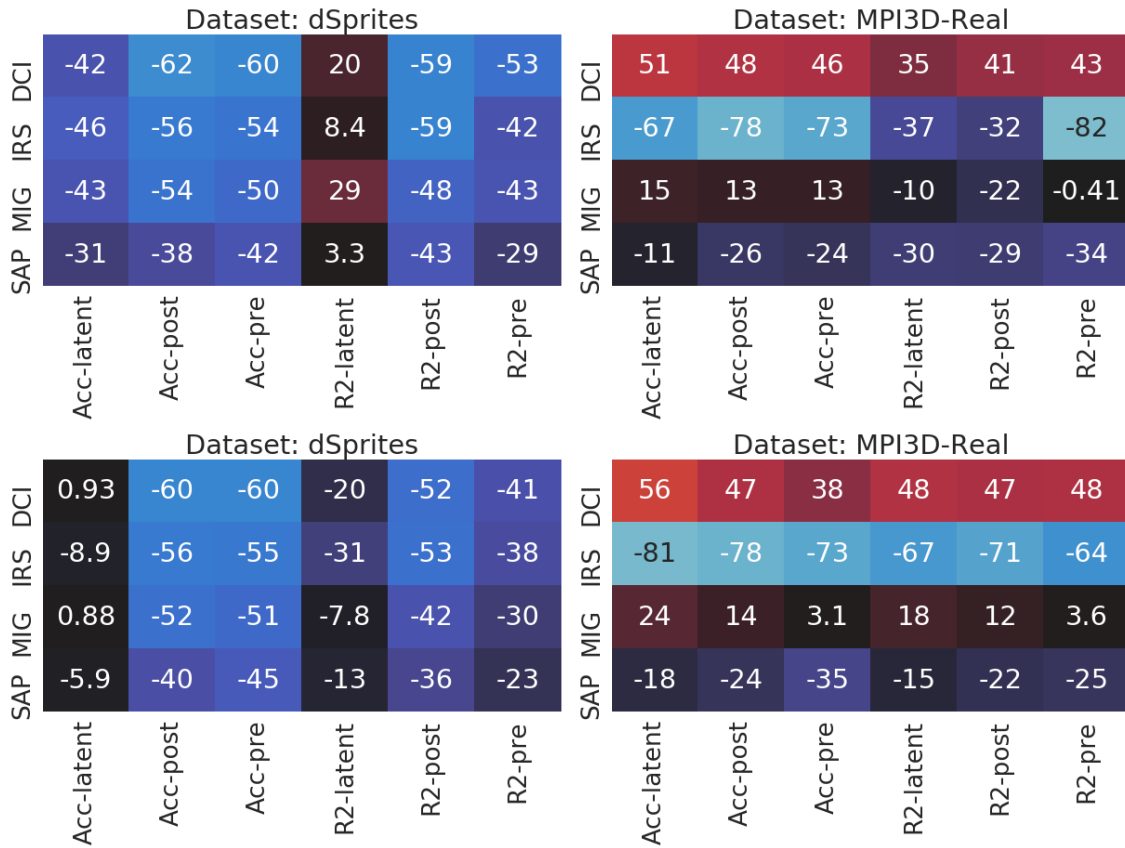 Dataset: dSprites
DCI -42 -62 -60 20 -59 -53
IRS -46 -56 -54 8.4 -59 -42
MIG -43 -54 -50 29 -48 -43
SAP -31 -38 -42 3.3 -43 -29
Acc-latent Acc-post Acc-pre R2-latent R2-post R2-pre
Dataset: MPI3D-Real
DCI 51 48 46 35 41 43
IRS -67 -78 -73 -37 -32 -82
MIG 15 13 13 -10 -22 -0.41
SAP -11 -26 -24 -30 -29 -34
Acc-latent Acc-post Acc-pre R2-latent R2-post R2-pre
Dataset: dSprites
DCI 0.93 -60 -60 -20 -52 -41
IRS -8.9 -56 -55 -31 -53 -38
MIG 0.88 -52 -51 -7.8 -42 -30
SAP -5.9 -40 -45 -13 -36 -23
Acc-latent Acc-post Acc-pre R2-latent R2-post R2-pre
Dataset: MPI3D-Real
DCI 56 47 38 48 47 48
IRS -81 -78 -73 -67 -71 -64
MIG 24 14 3.1 18 12 3.6
SAP -18 -24 -35 -15 -22 -25
Acc-latent Acc-post Acc-pre R2-latent R2-post R2-pre